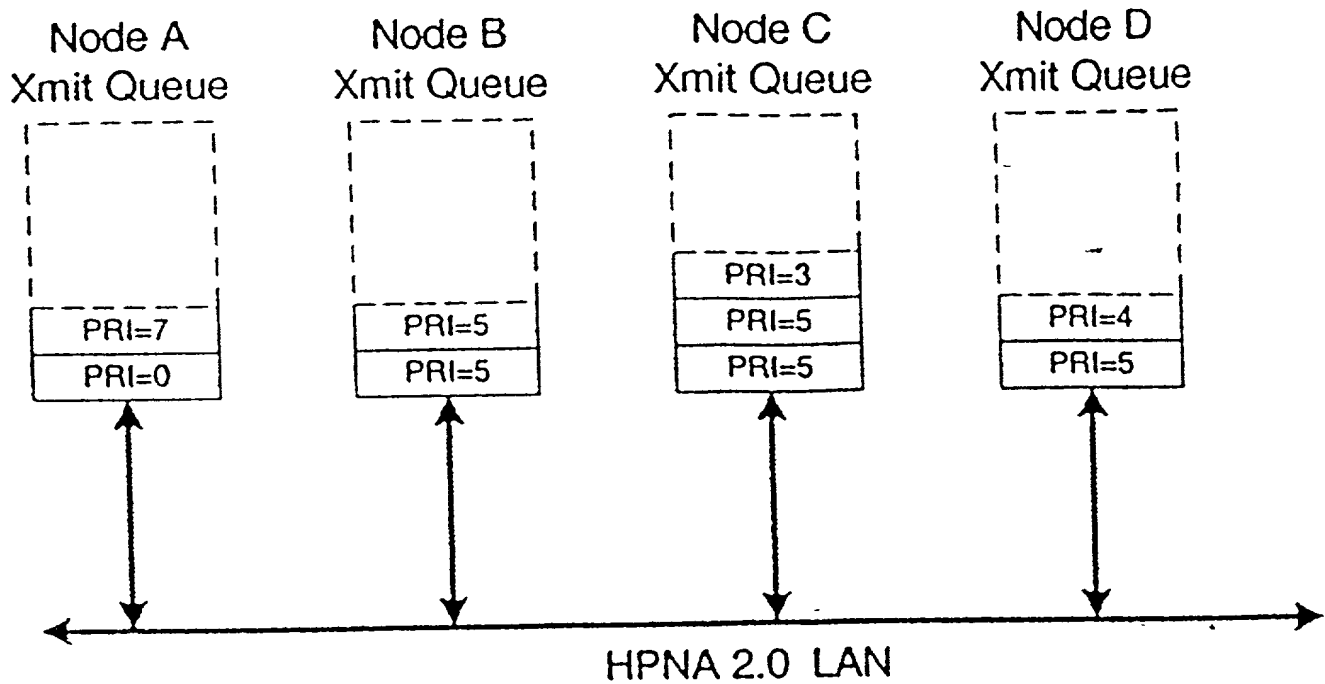 Node A
Xmit Queue
PRI=7
PRI=0
Node B
Xmit Queue
PRI=5
PRI=5
Node C
Xmit Queue
PRI=3
PRI=5
PRI=5
Node D
Xmit Queue
PRI=4
PRI=5
HPNA 2.0 LAN